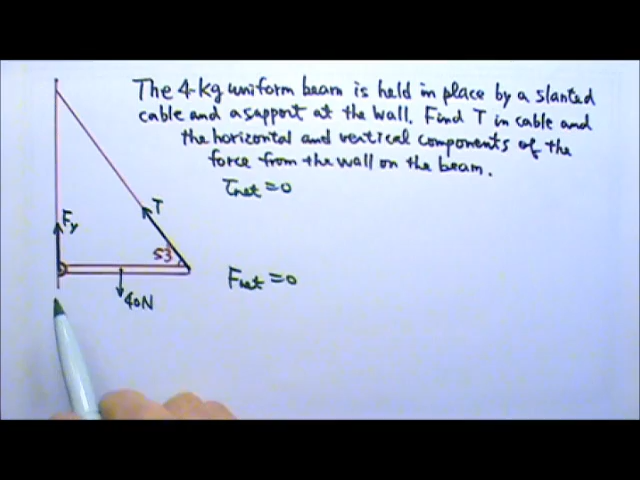 The 4-kg uniform beam is held in place by a slanted
cable and a support at the wall. Find T in cable and
the horizontal and vertical components of the
force from the wall on the beam.
τnet = 0
T
Fy
53
Fnet = 0
40N